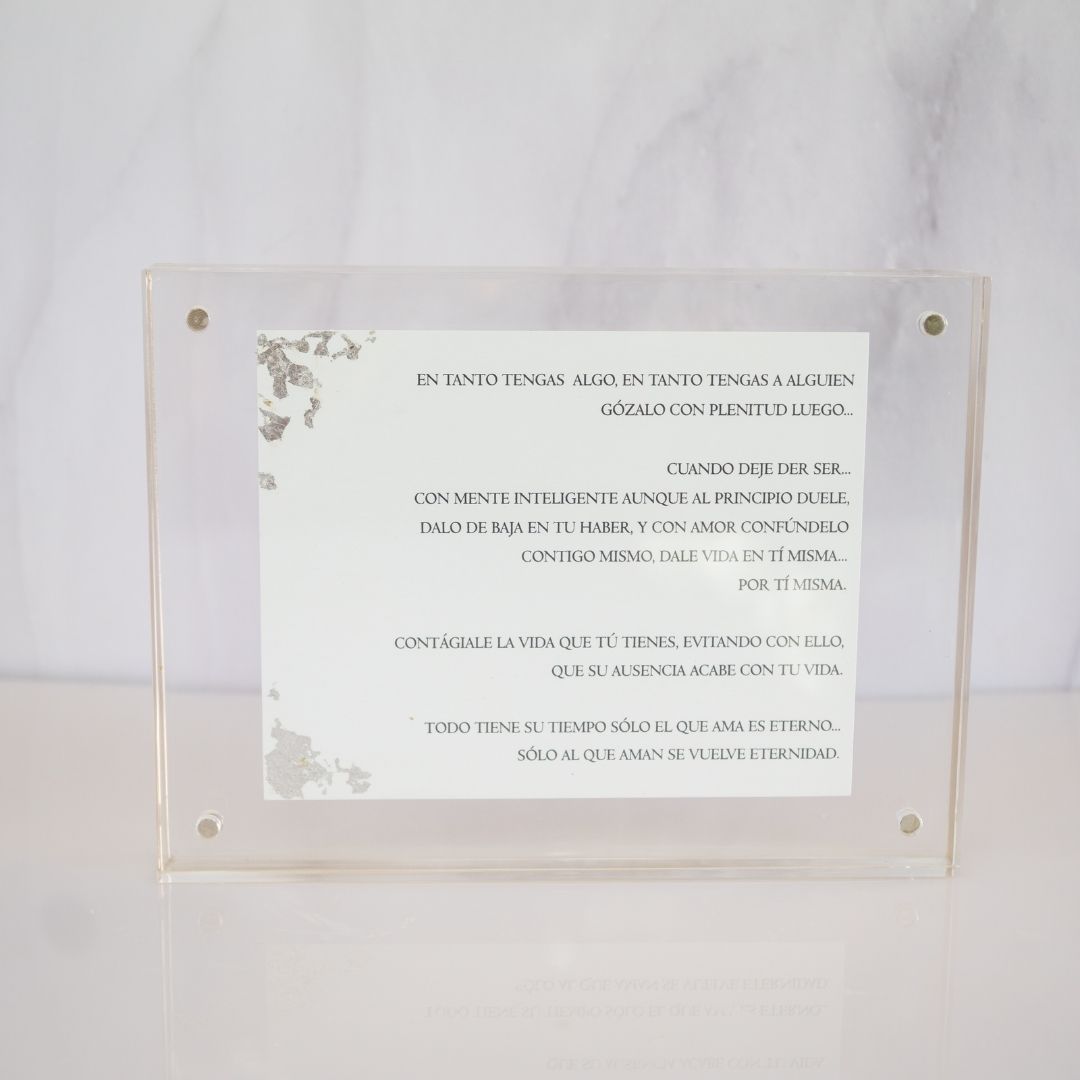 EN TANTO TENGAS ALGO, EN TANTO TENGAS A ALGUIEN
GÓZALO CON PLENITUD LUEGO...
CUANDO DEJE DER SER...
CON MENTE INTELIGENTE AUNQUE AL PRINCIPIO DUELE,
DALO DE BAJA EN TU HABER, Y CON AMOR CONFÚNDELO
CONTIGO MISMO, DALE VIDA EN TÍ MISMA...
POR TÍ MISMA.
CONTÁGIALE LA VIDA QUE TÚ TIENES, EVITANDO CON ELLO,
QUE SU AUSENCIA ACABE CON TU VIDA.
TODO TIENE SU TIEMPO SÓLO EL QUE AMA ES ETERNO...
SÓLO AL QUE AMAN SE VUELVE ETERNIDAD.